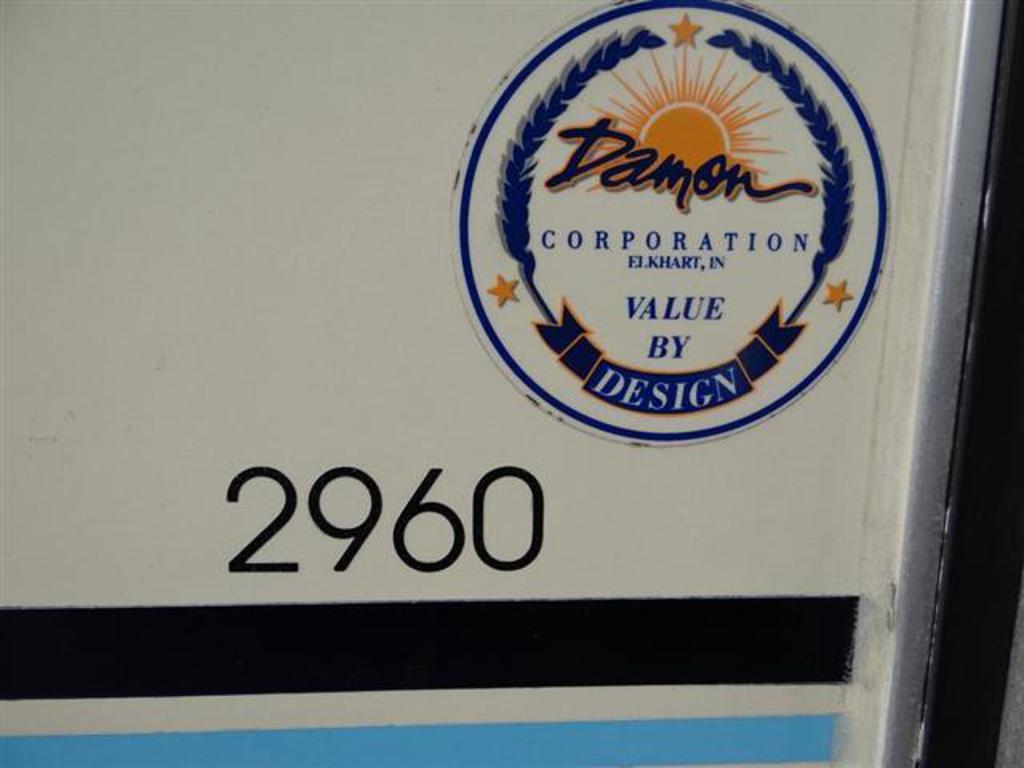 Damon
CORPORATION
ELKHART, IN
VALUE
BY
DESIGN
2960